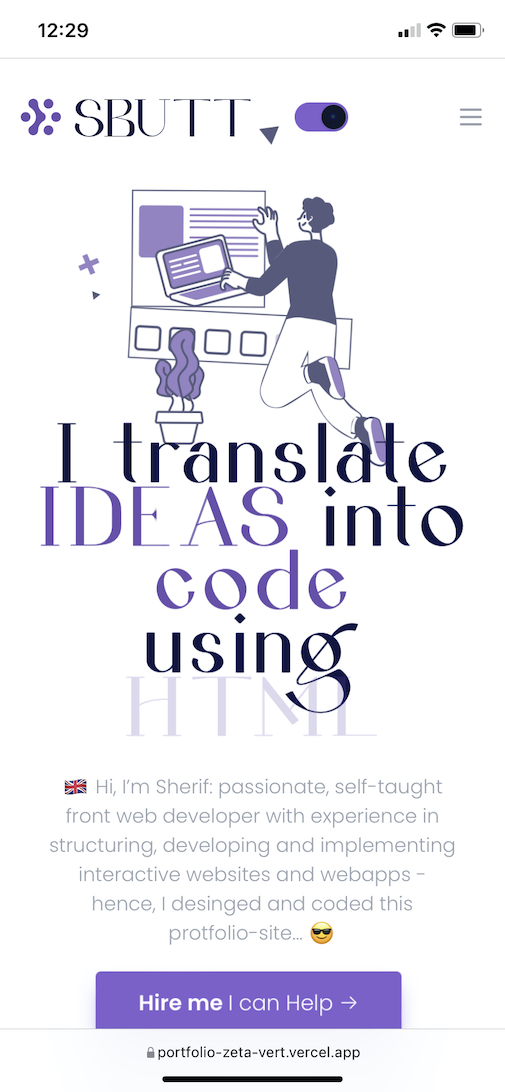 12:29
SBUTT
I translate
IDEAS into
code
using
HTML
🇬🇧 Hi, I’m Sherif: passionate, self-taught
front web developer with experience in
structuring, developing and implementing
interactive websites and webapps -
hence, I desinged and coded this
protfolio-site... 😎
Hire me I can Help →
portfolio-zeta-vert.vercel.app